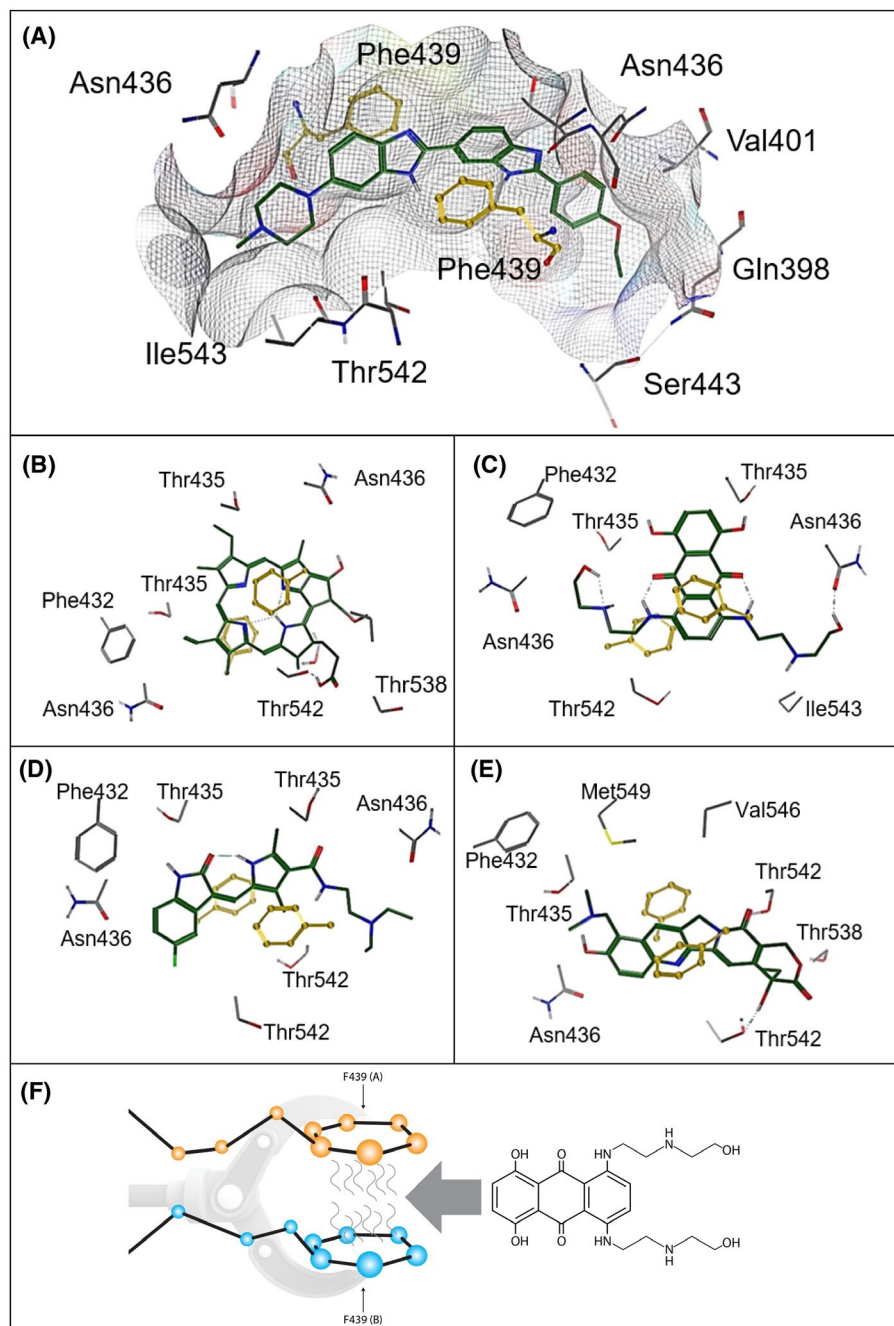 (A)
Phe439
Asn436
Asn436
Val401
Phe439
Gln398
Ile543
Thr542
Ser443
(B)
Thr435
Asn436
Thr435
Phe432
Asn436
Thr542
Thr538
(C)
Phe432
Thr435
Thr435
Asn436
Asn436
Thr542
Ile543
(D)
Phe432
Thr435
Thr435
Asn436
Asn436
Thr542
Thr542
(E)
Met549
Val546
Phe432
Thr542
Thr435
Thr538
Asn436
Thr542
(F)
F439 (A)
F439 (B)
OH
O
HN
H
N
OH
OH
O
HN
N
H
OH